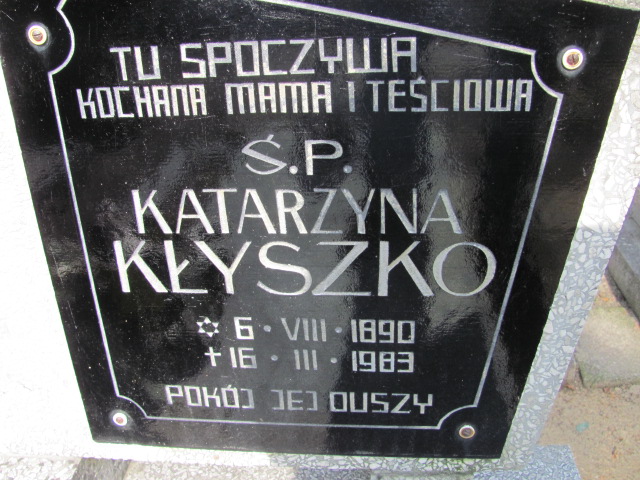 TU SPOCZYWA
KOCHANA MAMA I TEŚCIOWA
Ś.P.
KATARZYNA
KŁYSZKO
✡ 6 · VIII · 1890
✝ 16 · III · 1983
POKÓJ JEJ DUSZY